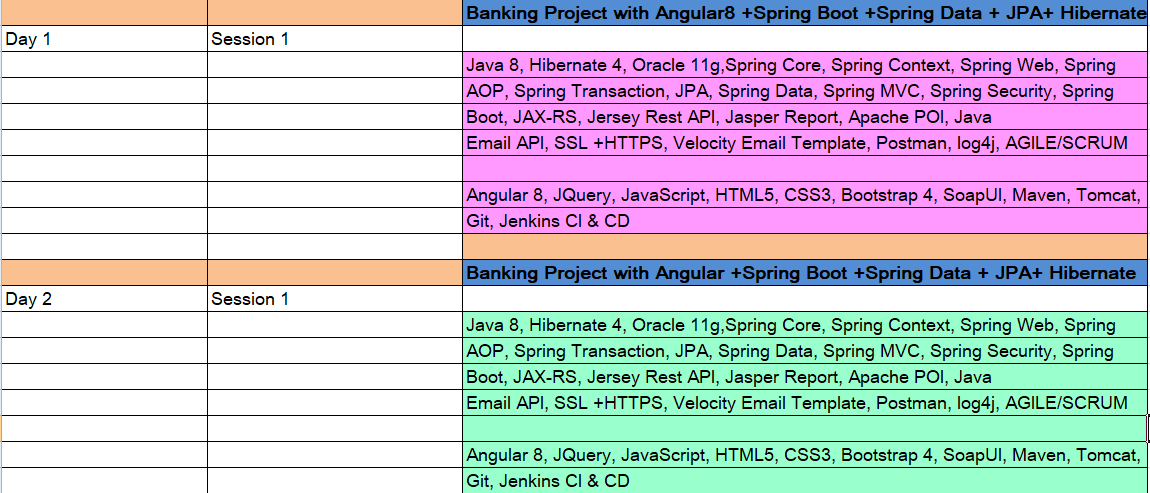 Banking Project with Angular8 +Spring Boot +Spring Data + JPA+ Hibernate
Day 1 Session 1
Java 8, Hibernate 4, Oracle 11g,Spring Core, Spring Context, Spring Web, Spring
AOP, Spring Transaction, JPA, Spring Data, Spring MVC, Spring Security, Spring
Boot, JAX-RS, Jersey Rest API, Jasper Report, Apache POI, Java
Email API, SSL +HTTPS, Velocity Email Template, Postman, log4j, AGILE/SCRUM
Angular 8, JQuery, JavaScript, HTML5, CSS3, Bootstrap 4, SoapUI, Maven, Tomcat,
Git, Jenkins CI & CD
Banking Project with Angular +Spring Boot +Spring Data + JPA+ Hibernate
Day 2 Session 1
Java 8, Hibernate 4, Oracle 11g,Spring Core, Spring Context, Spring Web, Spring
AOP, Spring Transaction, JPA, Spring Data, Spring MVC, Spring Security, Spring
Boot, JAX-RS, Jersey Rest API, Jasper Report, Apache POI, Java
Email API, SSL +HTTPS, Velocity Email Template, Postman, log4j, AGILE/SCRUM
Angular 8, JQuery, JavaScript, HTML5, CSS3, Bootstrap 4, SoapUI, Maven, Tomcat,
Git, Jenkins CI & CD